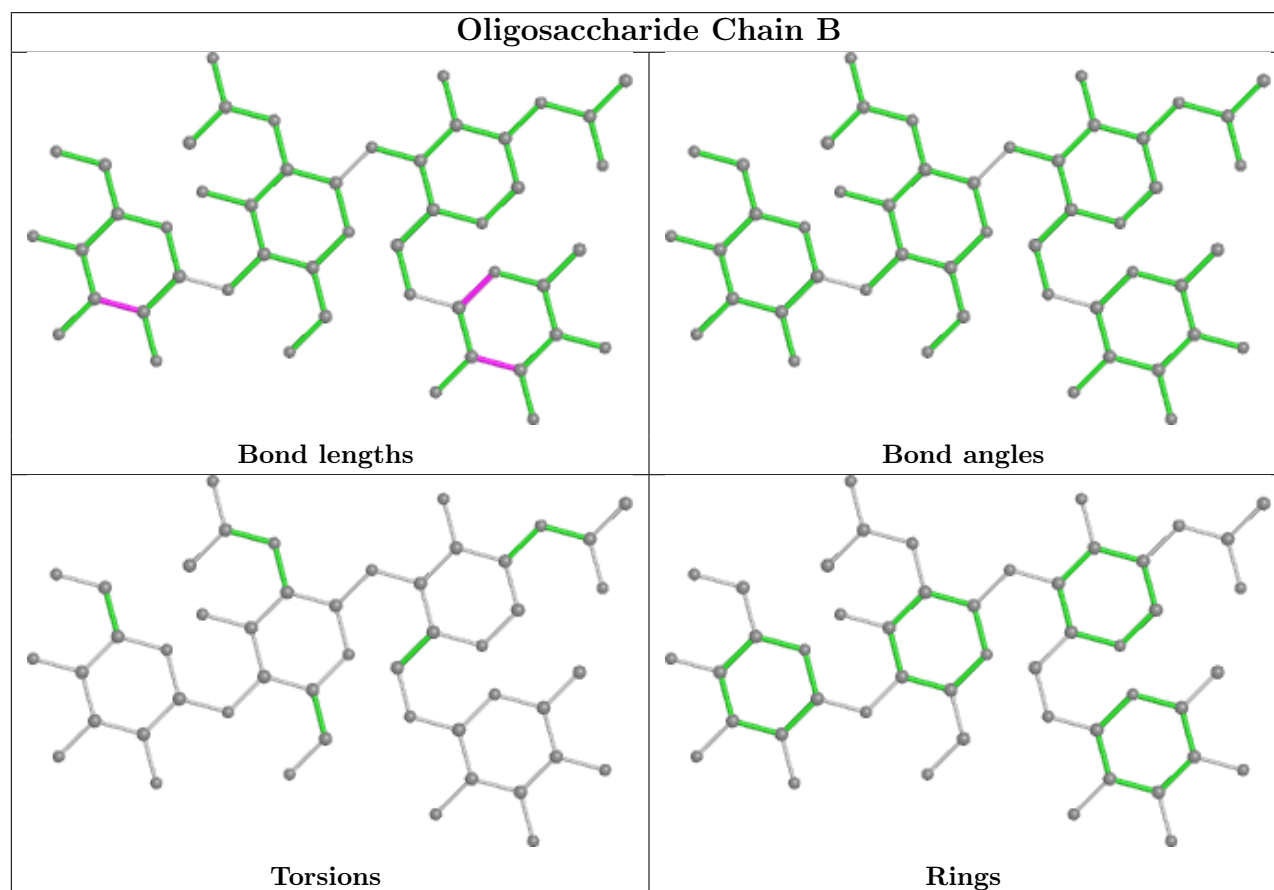 Oligosaccharide Chain B
Bond lengths
Bond angles
Torsions
Rings